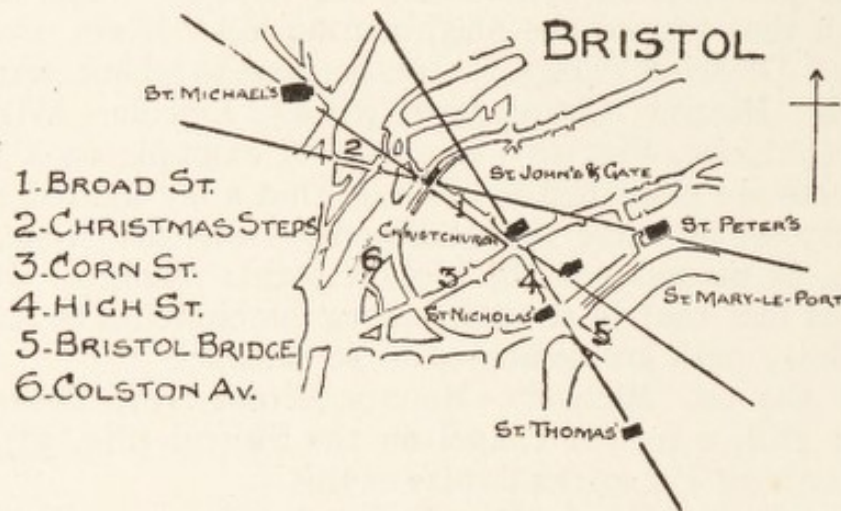 BRISTOL
ST. MICHAEL'S
2
ST. JOHN'S & GATE
1. BROAD ST.
2. CHRISTMAS STEPS
3. CORN ST.
4. HIGH ST.
5. BRISTOL BRIDGE
6. COLSTON AV.
1
CHRISTCHURCH
ST. PETER'S
6
3
4
ST. MARY-LE-PORT
ST NICHOLAS
5
ST. THOMAS'